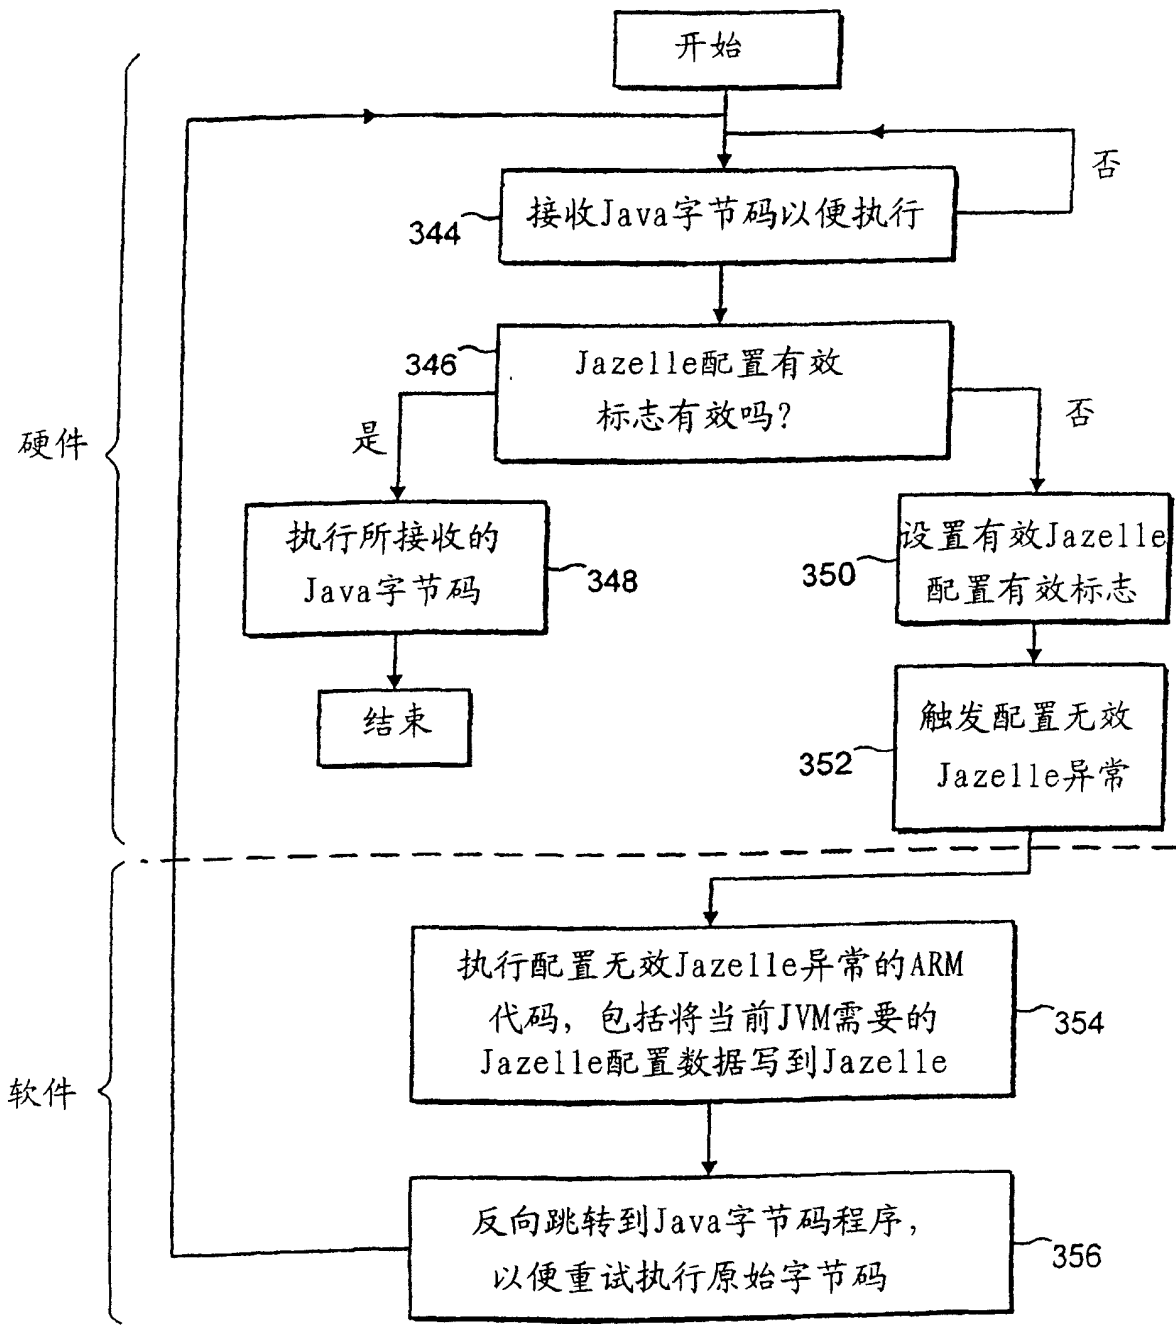 开始
否
344
接收Java字节码以便执行
346
Jazelle配置有效
标志有效吗?
是
否
硬件
执行所接收的
Java字节码
348
350
设置有效Jazelle
配置有效标志
结束
352
触发配置无效
Jazelle异常
执行配置无效Jazelle异常的ARM
代码，包括将当前JVM需要的
Jazelle配置数据写到Jazelle
354
软件
反向跳转到Java字节码程序，
以便重试执行原始字节码
356